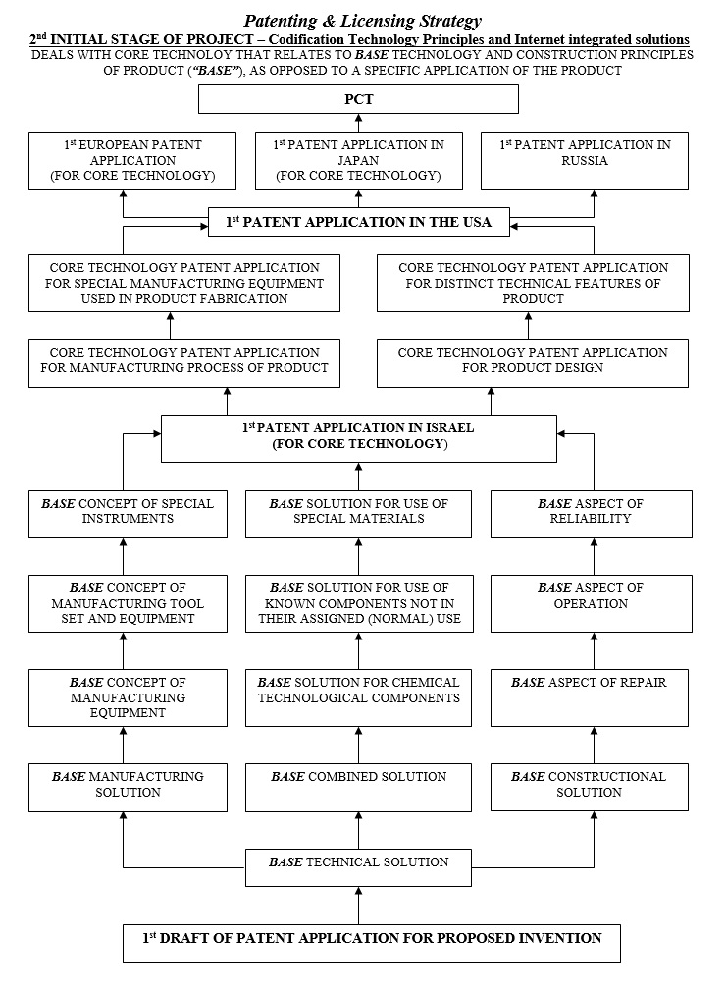 Patenting & Licensing Strategy
2nd INITIAL STAGE OF PROJECT – Codification Technology Principles and Internet integrated solutions
DEALS WITH CORE TECHNOLOY THAT RELATES TO BASE TECHNOLOGY AND CONSTRUCTION PRINCIPLES
OF PRODUCT (“BASE”), AS OPPOSED TO A SPECIFIC APPLICATION OF THE PRODUCT
PCT
1st EUROPEAN PATENT
APPLICATION
(FOR CORE TECHNOLOGY)
1st PATENT APPLICATION IN
JAPAN
(FOR CORE TECHNOLOGY)
1st PATENT APPLICATION IN
RUSSIA
1st PATENT APPLICATION IN THE USA
CORE TECHNOLOGY PATENT APPLICATION
FOR SPECIAL MANUFACTURING EQUIPMENT
USED IN PRODUCT FABRICATION
CORE TECHNOLOGY PATENT APPLICATION
FOR DISTINCT TECHNICAL FEATURES OF
PRODUCT
CORE TECHNOLOGY PATENT APPLICATION
FOR MANUFACTURING PROCESS OF PRODUCT
CORE TECHNOLOGY PATENT APPLICATION
FOR PRODUCT DESIGN
1st PATENT APPLICATION IN ISRAEL
(FOR CORE TECHNOLOGY)
BASE CONCEPT OF SPECIAL
INSTRUMENTS
BASE SOLUTION FOR USE OF
SPECIAL MATERIALS
BASE ASPECT OF
RELIABILITY
BASE CONCEPT OF
MANUFACTURING TOOL
SET AND EQUIPMENT
BASE SOLUTION FOR USE OF
KNOWN COMPONENTS NOT IN
THEIR ASSIGNED (NORMAL) USE
BASE ASPECT OF
OPERATION
BASE CONCEPT OF
MANUFACTURING
EQUIPMENT
BASE SOLUTION FOR CHEMICAL
TECHNOLOGICAL COMPONENTS
BASE ASPECT OF REPAIR
BASE MANUFACTURING
SOLUTION
BASE COMBINED SOLUTION
BASE CONSTRUCTIONAL
SOLUTION
BASE TECHNICAL SOLUTION
1st DRAFT OF PATENT APPLICATION FOR PROPOSED INVENTION